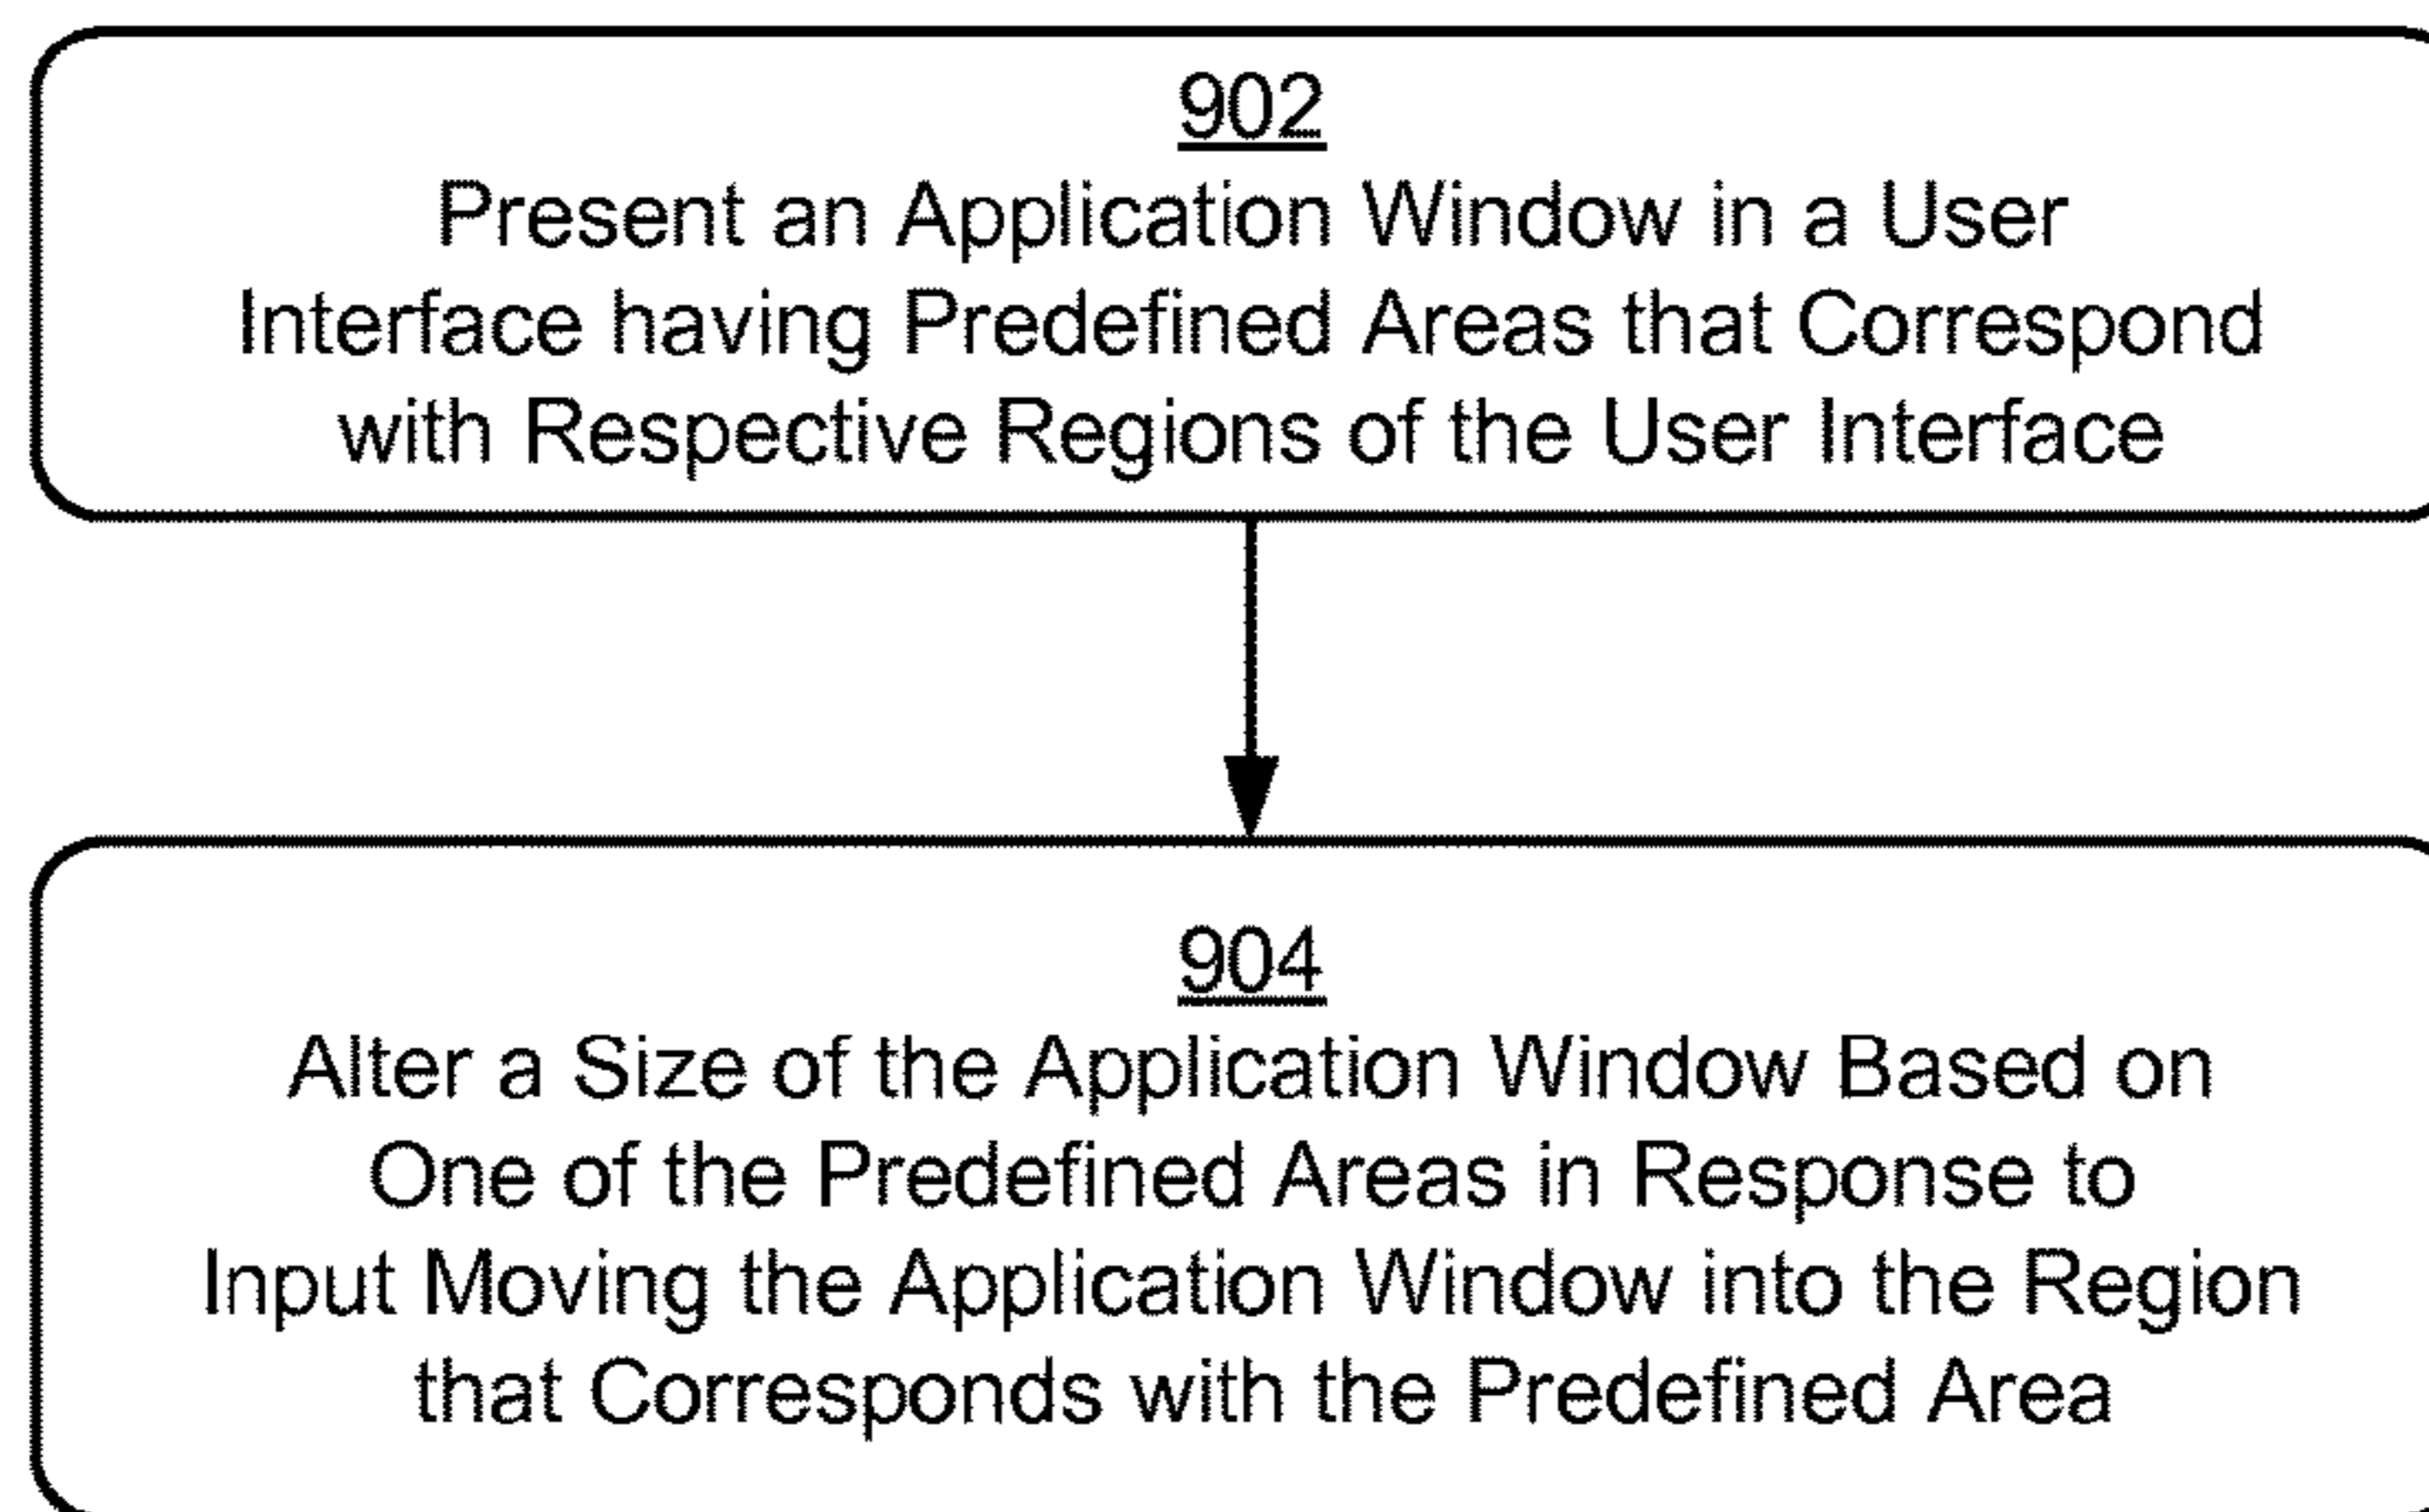 902
Present an Application Window in a User
Interface having Predefined Areas that Correspond
with Respective Regions of the User Interface
904
Alter a Size of the Application Window Based on
One of the Predefined Areas in Response to
Input Moving the Application Window into the Region
that Corresponds with the Predefined Area